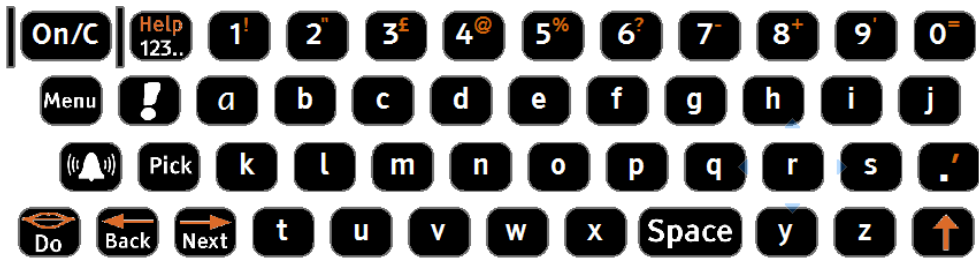 On/C Help 123.. 1! 2" 3£ 4@ 5% 6? 7- 8+ 9' 0=
Menu ! a b c d e f g h i j
Pick k l m n o p q r s .'
Do Back Next t u v w x Space y z